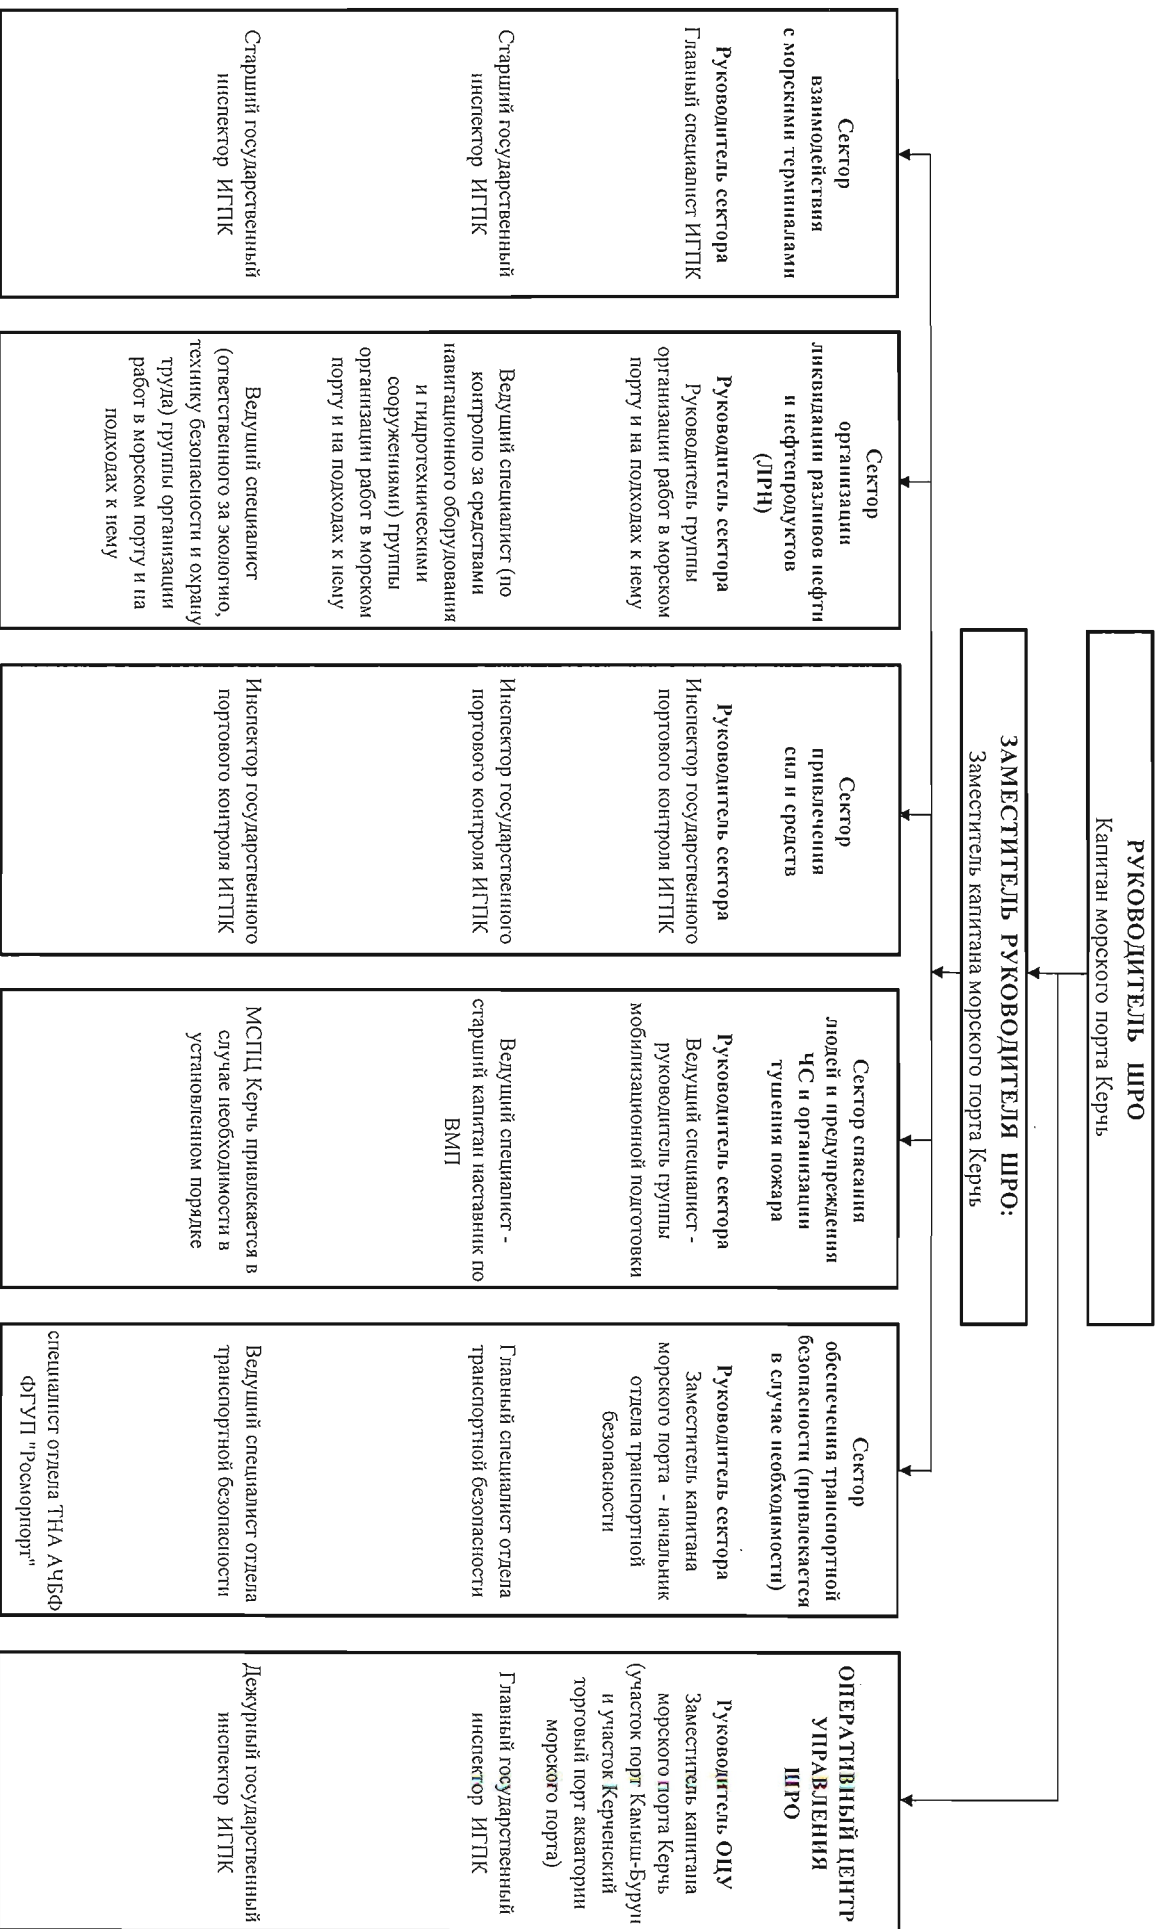 РУКОВОДИТЕЛЬ ШРО
Капитан морского порта Керчь
ЗАМЕСТИТЕЛЬ РУКОВОДИТЕЛЯ ШРО:
Заместитель капитана морского порта Керчь
Сектор
взаимодействия
с морскими терминалами
Руководитель сектора
Главный специалист ИГПК
Старший государственный
инспектор ИГПК
Старший государственный
инспектор ИГПК
Сектор
организации
ликвидации разливов нефти
и нефтепродуктов
(ЛРН)
Руководитель сектора
Руководитель группы
организации работ в морском
порту и на подходах к нему
Ведущий специалист (по
контролю за средствами
навигационного оборудования
и гидротехническими
сооружениями) группы
организации работ в морском
порту и на подходах к нему
Ведущий специалист
(ответственного за экологию,
технику безопасности и охрану
труда) группы организации
работ в морском порту и на
подходах к нему
Сектор
привлечения
сил и средств
Руководитель сектора
Инспектор государственного
портового контроля ИГПК
Инспектор государственного
портового контроля ИГПК
Инспектор государственного
портового контроля ИГПК
Сектор спасания
людей и предупреждения
ЧС и организации
тушения пожара
Руководитель сектора
Ведущий специалист -
руководитель группы
мобилизационной подготовки
Ведущий специалист -
старший капитан наставник по
ВМП
МСПЦ Керчь привлекается в
случае необходимости в
установленном порядке
Сектор
обеспечения транспортной
безопасности (привлекается
в случае необходимости)
Руководитель сектора
Заместитель капитана
морского порта - начальник
отдела транспортной
безопасности
Главный специалист отдела
транспортной безопасности
Ведущий специалист отдела
транспортной безопасности
специалист отдела ТНА АЧБФ
ФГУП "Росморпорт"
ОПЕРАТИВНЫЙ ЦЕНТР
УПРАВЛЕНИЯ
ШРО
Руководитель ОЦУ
Заместитель капитана
морского порта Керчь
(участок порт Камыш-Бурун
и участок Керченский
торговый порт акватории
морского порта)
Главный государственный
инспектор ИГПК
Дежурный государственный
инспектор ИГПК